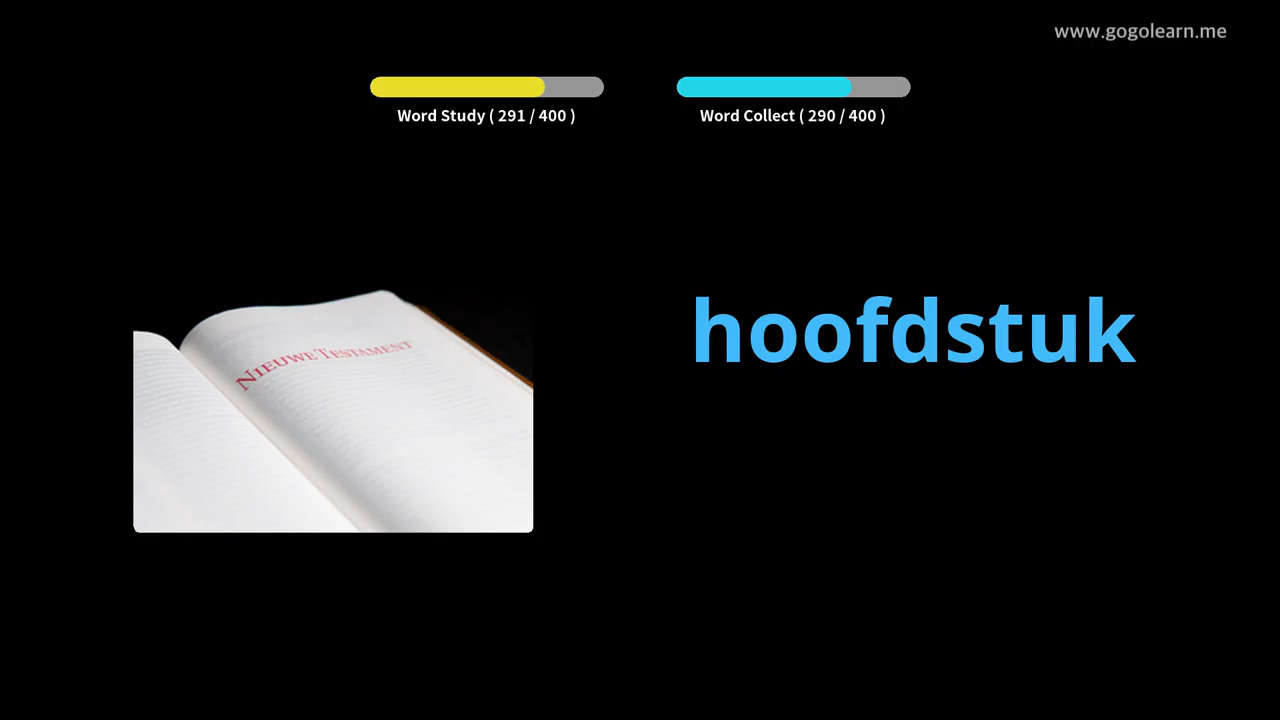 www.gogolearn.me
Word Study ( 291 / 400 )
Word Collect ( 290 / 400 )
hoofdstuk
NIEUWE TESTAMENT